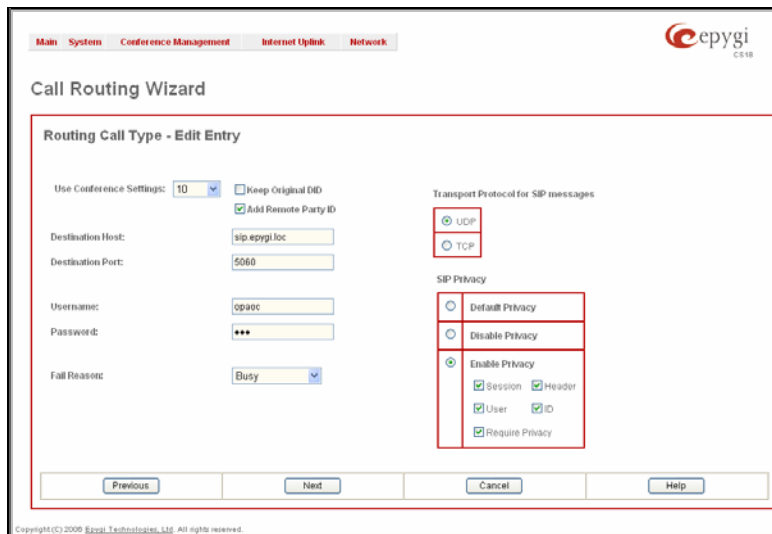 Main System Conference Management Internet Uplink Network
epygi
CS18
Call Routing Wizard
Routing Call Type - Edit Entry
Use Conference Settings: 10 Keep Original DID
Add Remote Party ID
Destination Host: sip.epygi.loc
Destination Port: 5060
Username: opaoc
Password: •••
Fail Reason: Busy
Transport Protocol for SIP messages
UDP
TCP
SIP Privacy
Default Privacy
Disable Privacy
Enable Privacy
Session Header
User ID
Require Privacy
Previous Next Cancel Help
Copyright (C) 2006 Epygi Technologies, Ltd. All rights reserved.